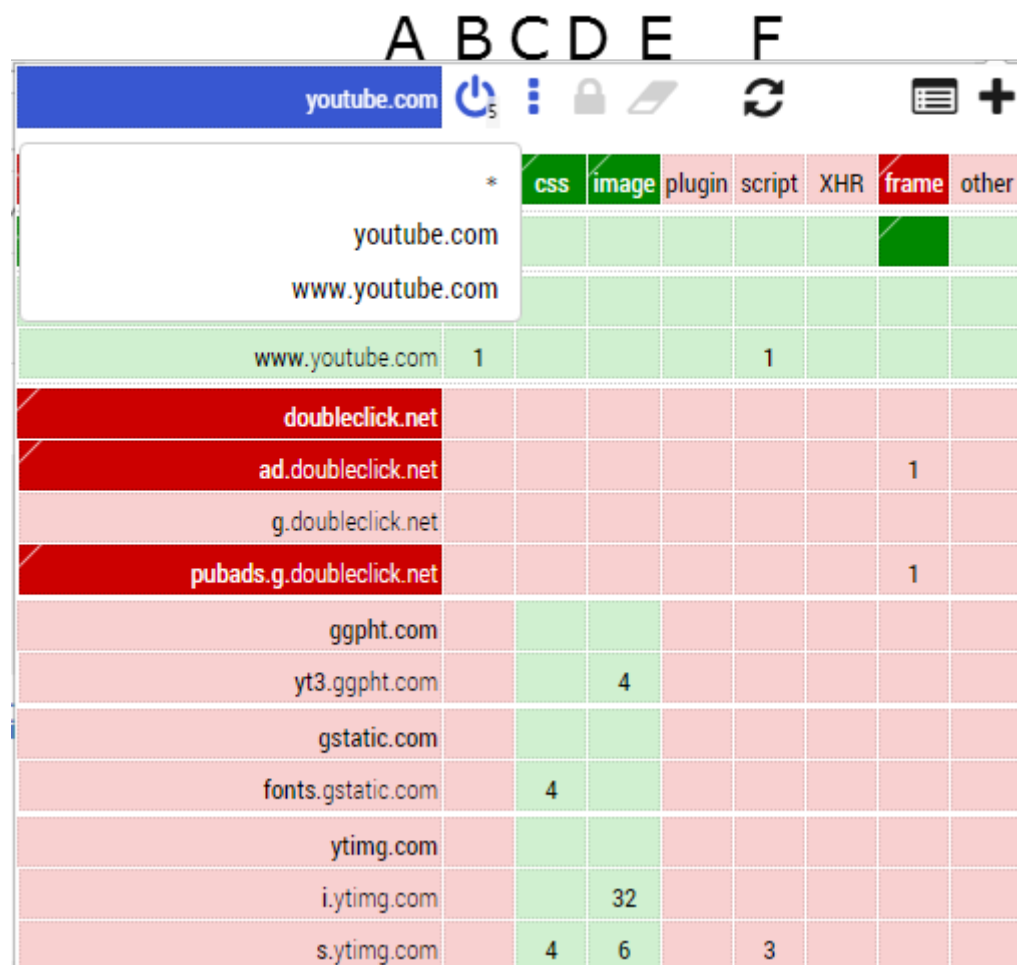 A B C D E F
youtube.com 5
* css image plugin script XHR frame other
youtube.com
www.youtube.com
www.youtube.com 1 1
doubleclick.net
ad.doubleclick.net 1
g.doubleclick.net
pubads.g.doubleclick.net 1
ggpht.com
yt3.ggpht.com 4
gstatic.com
fonts.gstatic.com 4
ytimg.com
i.ytimg.com 32
s.ytimg.com 4 6 3